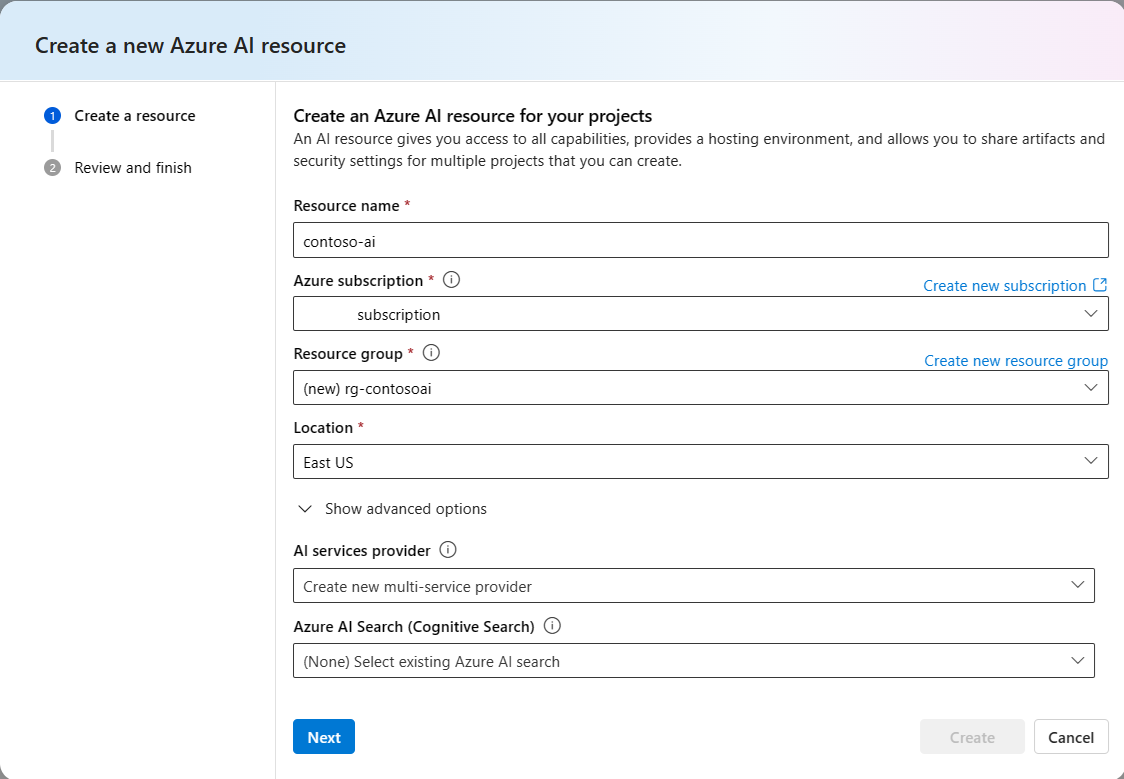 Create a new Azure AI resource
1 Create a resource
2 Review and finish
Create an Azure AI resource for your projects
An AI resource gives you access to all capabilities, provides a hosting environment, and allows you to share artifacts and
security settings for multiple projects that you can create.
Resource name *
contoso-ai
Azure subscription *
Create new subscription
subscription
Resource group *
Create new resource group
(new) rg-contosoai
Location *
East US
Show advanced options
AI services provider
Create new multi-service provider
Azure AI Search (Cognitive Search)
(None) Select existing Azure AI search
Next Create Cancel